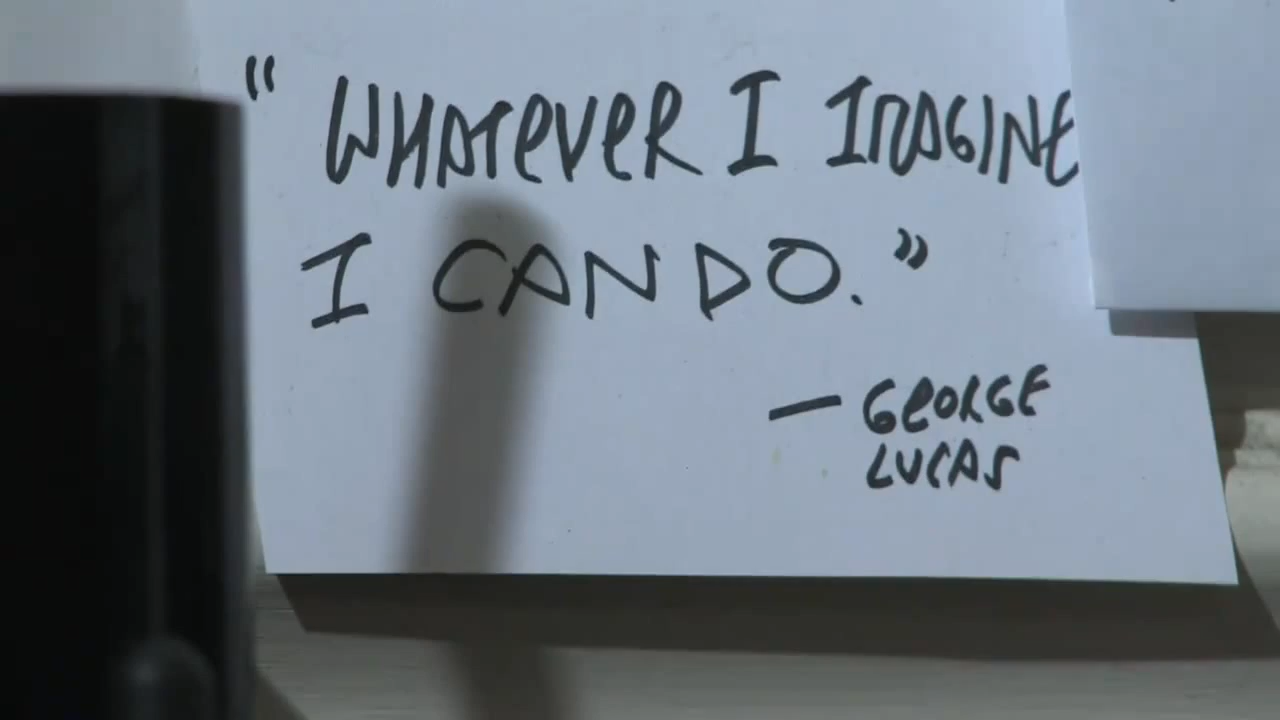 “ WHATEVER I IMAGINE
I CAN DO. ”
— GEORGE
LUCAS